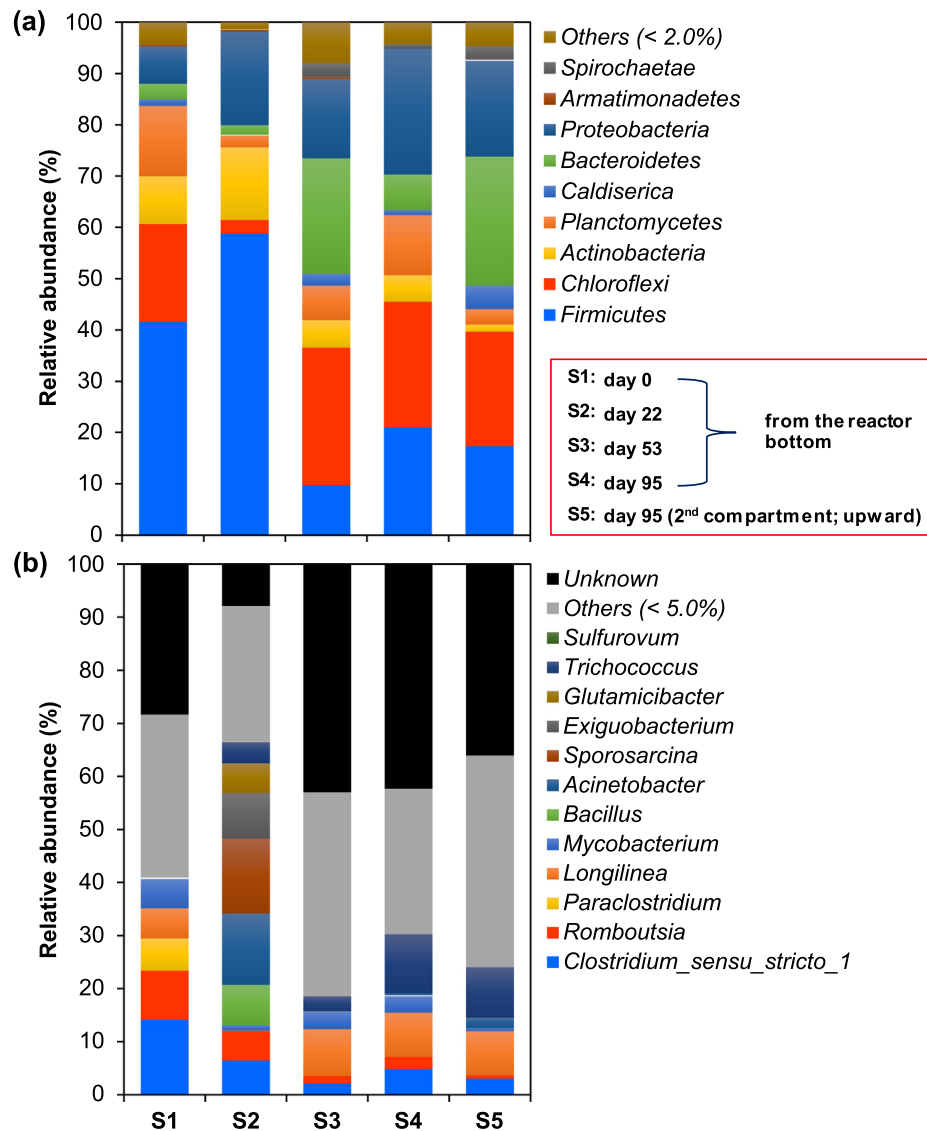 (a)
Relative abundance (%)
100
90
80
70
60
50
40
30
20
10
0
Others (< 2.0%)
Spirochaetae
Armatimonadetes
Proteobacteria
Bacteroidetes
Caldiserica
Planctomycetes
Actinobacteria
Chloroflexi
Firmicutes
S1: day 0
S2: day 22
S3: day 53
S4: day 95
from the reactor
bottom
S5: day 95 (2nd compartment; upward)
(b)
Relative abundance (%)
100
90
80
70
60
50
40
30
20
10
0
S1 S2 S3 S4 S5
Unknown
Others (< 5.0%)
Sulfurovum
Trichococcus
Glutamicibacter
Exiguobacterium
Sporosarcina
Acinetobacter
Bacillus
Mycobacterium
Longilinea
Paraclostridium
Romboutsia
Clostridium_sensu_stricto_1